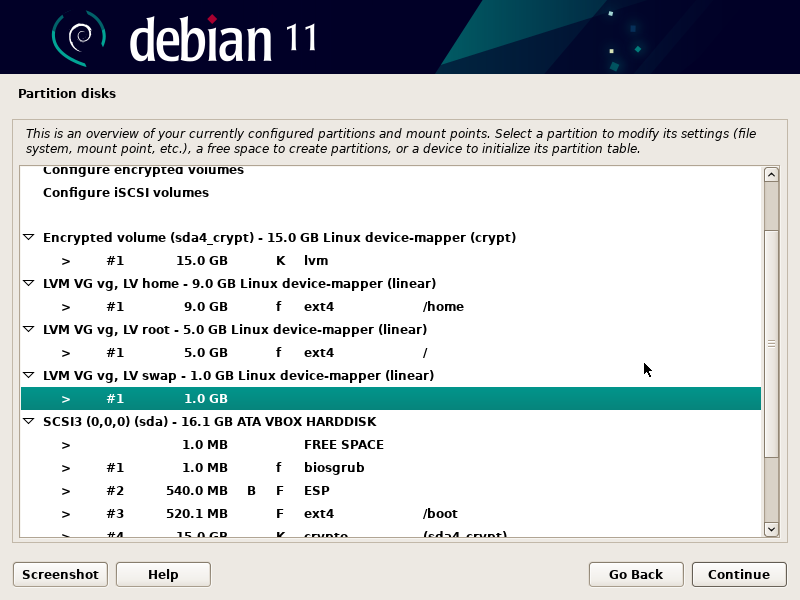 debian 11
Partition disks
This is an overview of your currently configured partitions and mount points. Select a partition to modify its settings (file
system, mount point, etc.), a free space to create partitions, or a device to initialize its partition table.
Configure encrypted volumes
Configure iSCSI volumes
Encrypted volume (sda4_crypt) - 15.0 GB Linux device-mapper (crypt)
> #1 15.0 GB K lvm
LVM VG vg, LV home - 9.0 GB Linux device-mapper (linear)
> #1 9.0 GB f ext4 /home
LVM VG vg, LV root - 5.0 GB Linux device-mapper (linear)
> #1 5.0 GB f ext4 /
LVM VG vg, LV swap - 1.0 GB Linux device-mapper (linear)
> #1 1.0 GB
SCSI3 (0,0,0) (sda) - 16.1 GB ATA VBOX HARDDISK
> 1.0 MB FREE SPACE
> #1 1.0 MB f biosgrub
> #2 540.0 MB B F ESP
> #3 520.1 MB F ext4 /boot
> #4 15.0 GB K crypto (sda4_crypt)
Screenshot Help Go Back Continue